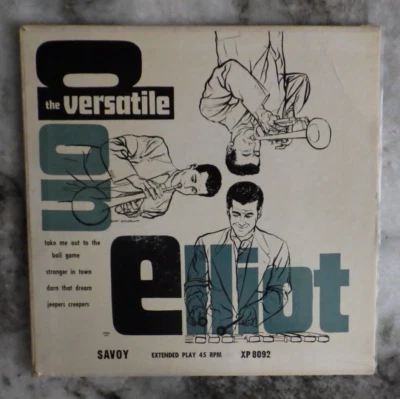 the versatile
Don
elliot
take me out to the
ball game
stranger in town
darn that dream
jeepers creepers
SAVOY EXTENDED PLAY 45 RPM XP 8092